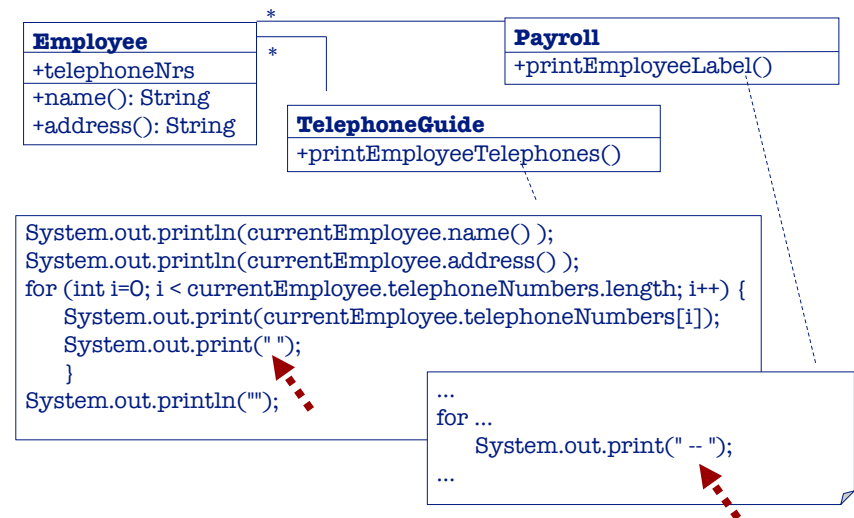 *
Employee
+telephoneNrs
+name(): String
+address(): String
*
Payroll
+printEmployeeLabel()
TelephoneGuide
+printEmployeeTelephones()
System.out.println(currentEmployee.name() );
System.out.println(currentEmployee.address() );
for (int i=0; i < currentEmployee.telephoneNumbers.length; i++) {
System.out.print(currentEmployee.telephoneNumbers[i]);
System.out.print(" ");
}
System.out.println("");
...
for ...
System.out.print(" -- ");
...